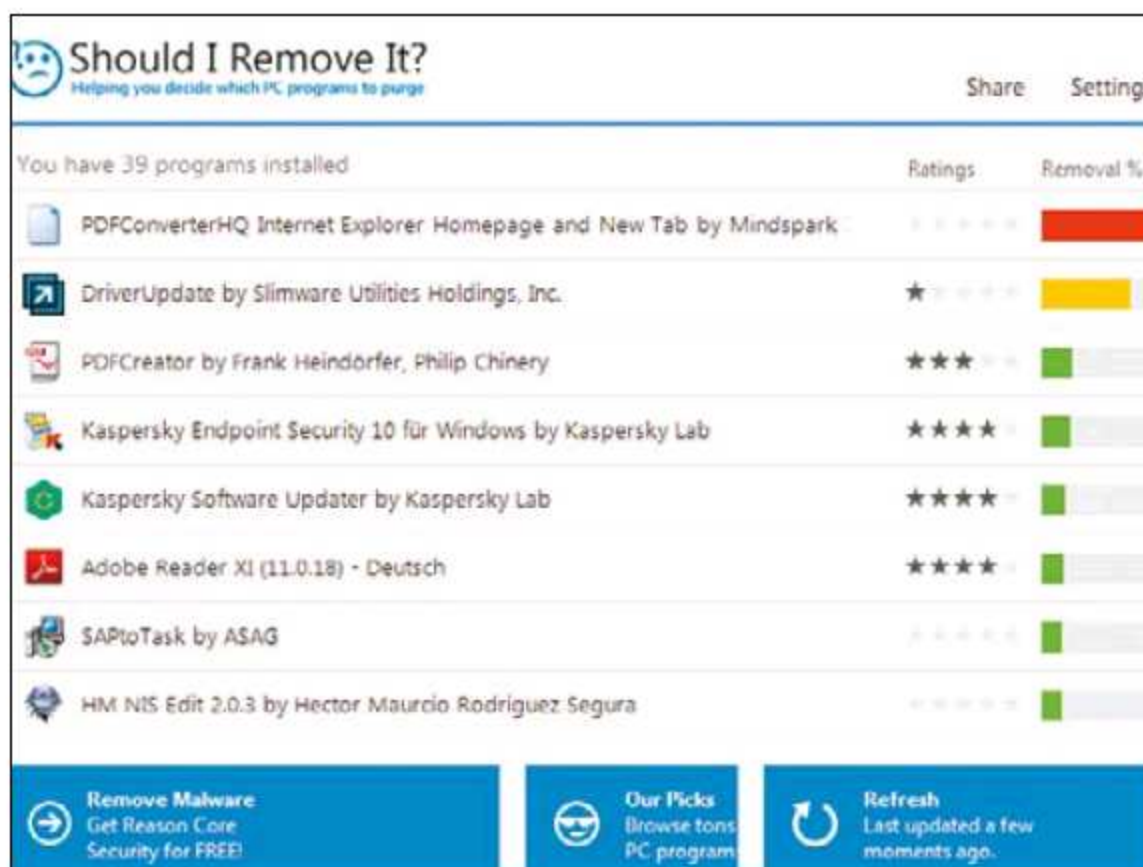 Should I Remove It?
Helping you decide which PC programs to purge
Share Setting
You have 39 programs installed
Ratings Removal %
PDFConverterHQ Internet Explorer Homepage and New Tab by Mindspark
DriverUpdate by Slimware Utilities Holdings, Inc.
PDFCreator by Frank Heindörfer, Philip Chinery
Kaspersky Endpoint Security 10 für Windows by Kaspersky Lab
Kaspersky Software Updater by Kaspersky Lab
Adobe Reader XI (11.0.18) - Deutsch
SAPtoTask by ASAG
HM NIS Edit 2.0.3 by Hector Maurcio Rodriguez Segura
Remove Malware
Get Reason Core
Security for FREE!
Our Picks
Browse tons
PC program
Refresh
Last updated a few
moments ago.